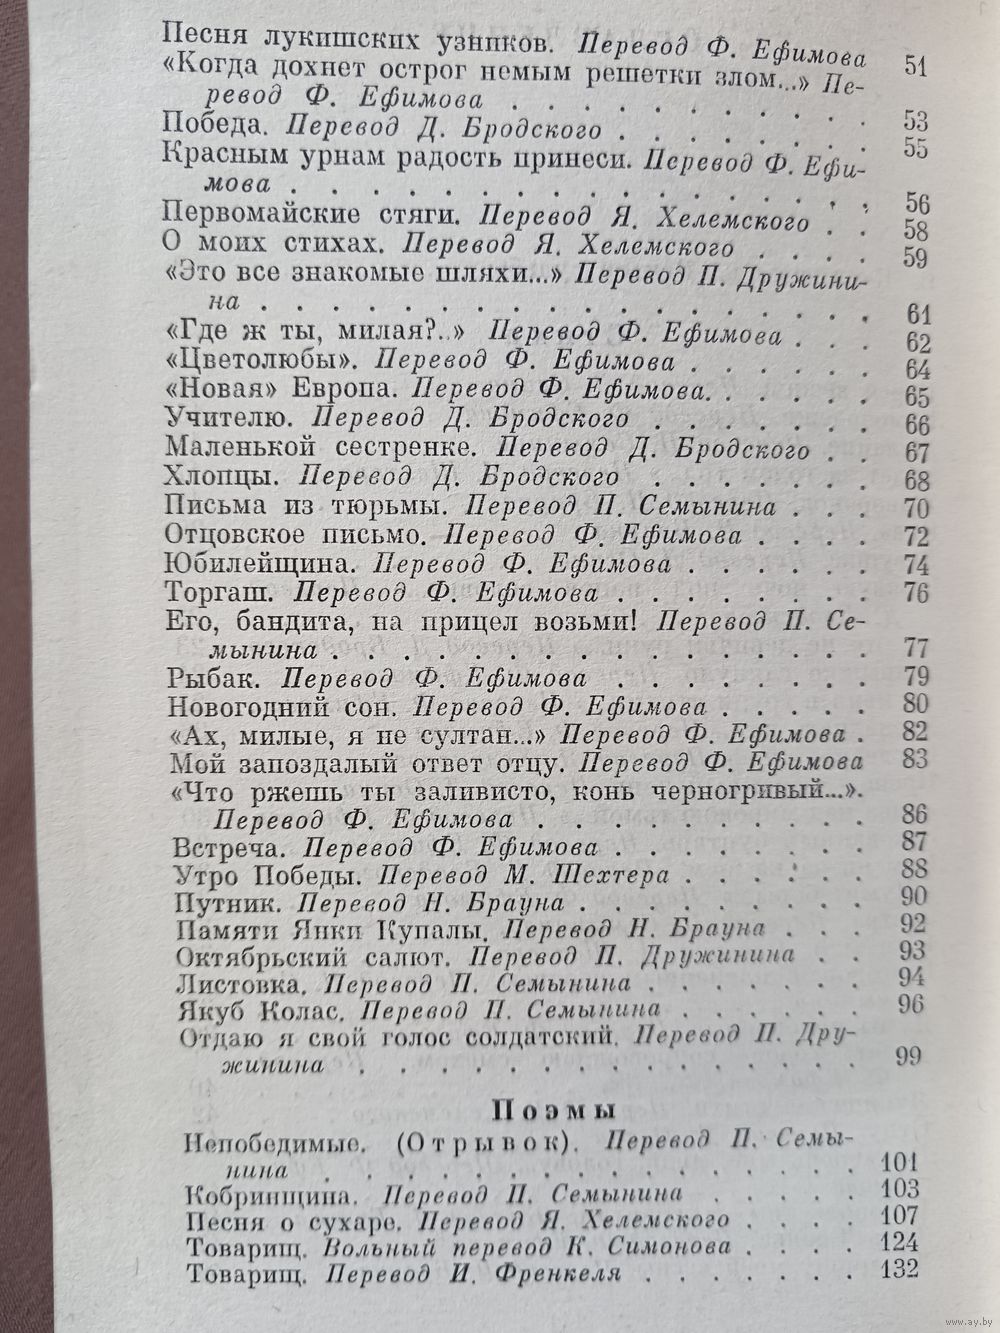 Песня лукишских узников. Перевод Ф. Ефимова 51
«Когда дохнет острог немым решетки злом...» Пе-
ревод Ф. Ефимова . . . . . . . . . . 53
Победа. Перевод Д. Бродского . . . . . . . 55
Красным урнам радость принеси. Перевод Ф. Ефи-
мова . . . . . . . . . . . . . . . 56
Первомайские стяги. Перевод Я. Хелемского . . 58
О моих стихах. Перевод Я. Хелемского . . . . 59
«Это все знакомые шляхи...» Перевод П. Дружини-
на . . . . . . . . . . . . . . . . 61
«Где ж ты, милая?..» Перевод Ф. Ефимова . . . 62
«Цветолюбы». Перевод Ф. Ефимова . . . . . 64
«Новая» Европа. Перевод Ф. Ефимова. . . . . 65
Учителю. Перевод Д. Бродского . . . . . . 66
Маленькой сестренке. Перевод Д. Бродского . . 67
Хлопцы. Перевод Д. Бродского . . . . . . 68
Письма из тюрьмы. Перевод П. Семынина . . . 70
Отцовское письмо. Перевод Ф. Ефимова . . . . 72
Юбилейщина. Перевод Ф. Ефимова . . . . . . 74
Торгаш. Перевод Ф. Ефимова . . . . . . . 76
Его, бандита, на прицел возьми! Перевод П. Се-
мынина . . . . . . . . . . . . . . 77
Рыбак. Перевод Ф. Ефимова . . . . . . . 79
Новогодний сон. Перевод Ф. Ефимова . . . . . 80
«Ах, милые, я не султан...» Перевод Ф. Ефимова . 82
Мой запоздалый ответ отцу. Перевод Ф. Ефимова 83
«Что ржешь ты заливисто, конь черногривый...».
Перевод Ф. Ефимова . . . . . . . . . 86
Встреча. Перевод Ф. Ефимова . . . . . . . 87
Утро Победы. Перевод М. Шехтера . . . . . 88
Путник. Перевод Н. Брауна . . . . . . . . 90
Памяти Янки Купалы. Перевод Н. Брауна . . . 92
Октябрьский салют. Перевод П. Дружинина . . 93
Листовка. Перевод П. Семынина . . . . . . 94
Якуб Колас. Перевод П. Семынина . . . . . 96
Отдаю я свой голос солдатский. Перевод П. Дру-
жинина . . . . . . . . . . . . . . 99
Поэмы
Непобедимые. (Отрывок). Перевод П. Семы-
нина . . . . . . . . . . . . . . . 101
Кобринщина. Перевод П. Семынина . . . . . 103
Песня о сухаре. Перевод Я. Хелемского . . . . 107
Товарищ. Вольный перевод К. Симонова . . . . 124
Товарищ. Перевод И. Френкеля . . . . . . 132
www.ay.by